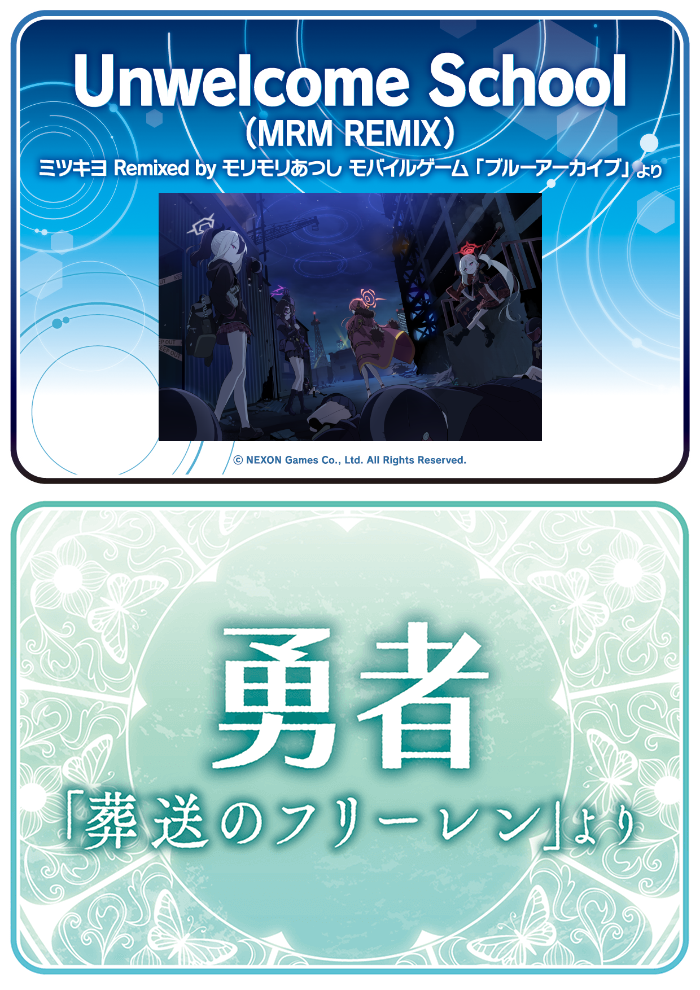 Unwelcome School
(MRM REMIX)
ミツキヨ Remixed by モリモリあつし モバイルゲーム「ブルーアーカイブ」より
© NEXON Games Co., Ltd. All Rights Reserved.
勇者
「葬送のフリーレン」より